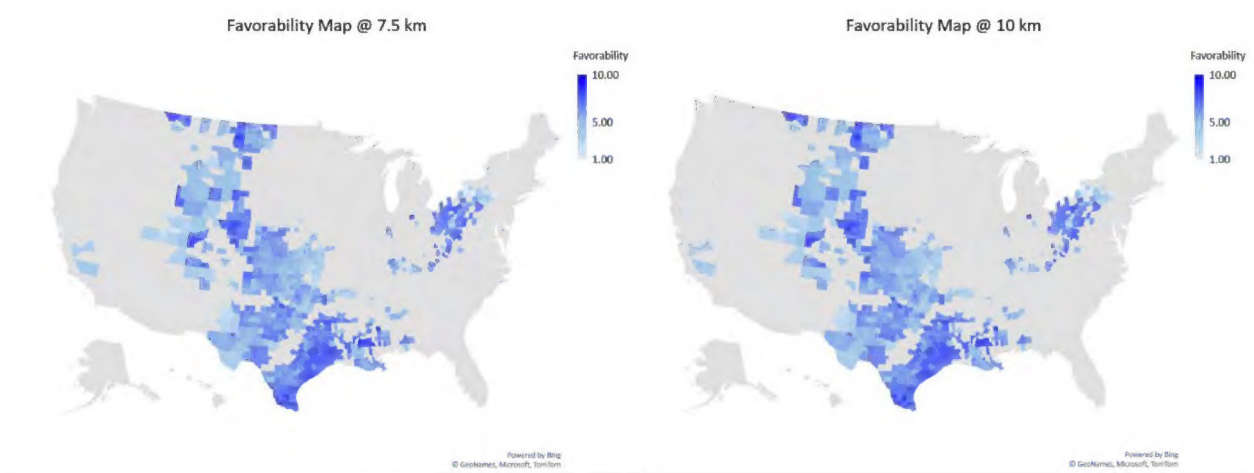 Favorability Map @ 7.5 km
Favorability
10.00
5.00
1.00
Powered by Bing
© GeoNames, Microsoft, TomTom
Favorability Map @ 10 km
Favorability
10.00
5.00
1.00
Powered by Bing
© GeoNames, Microsoft, TomTom